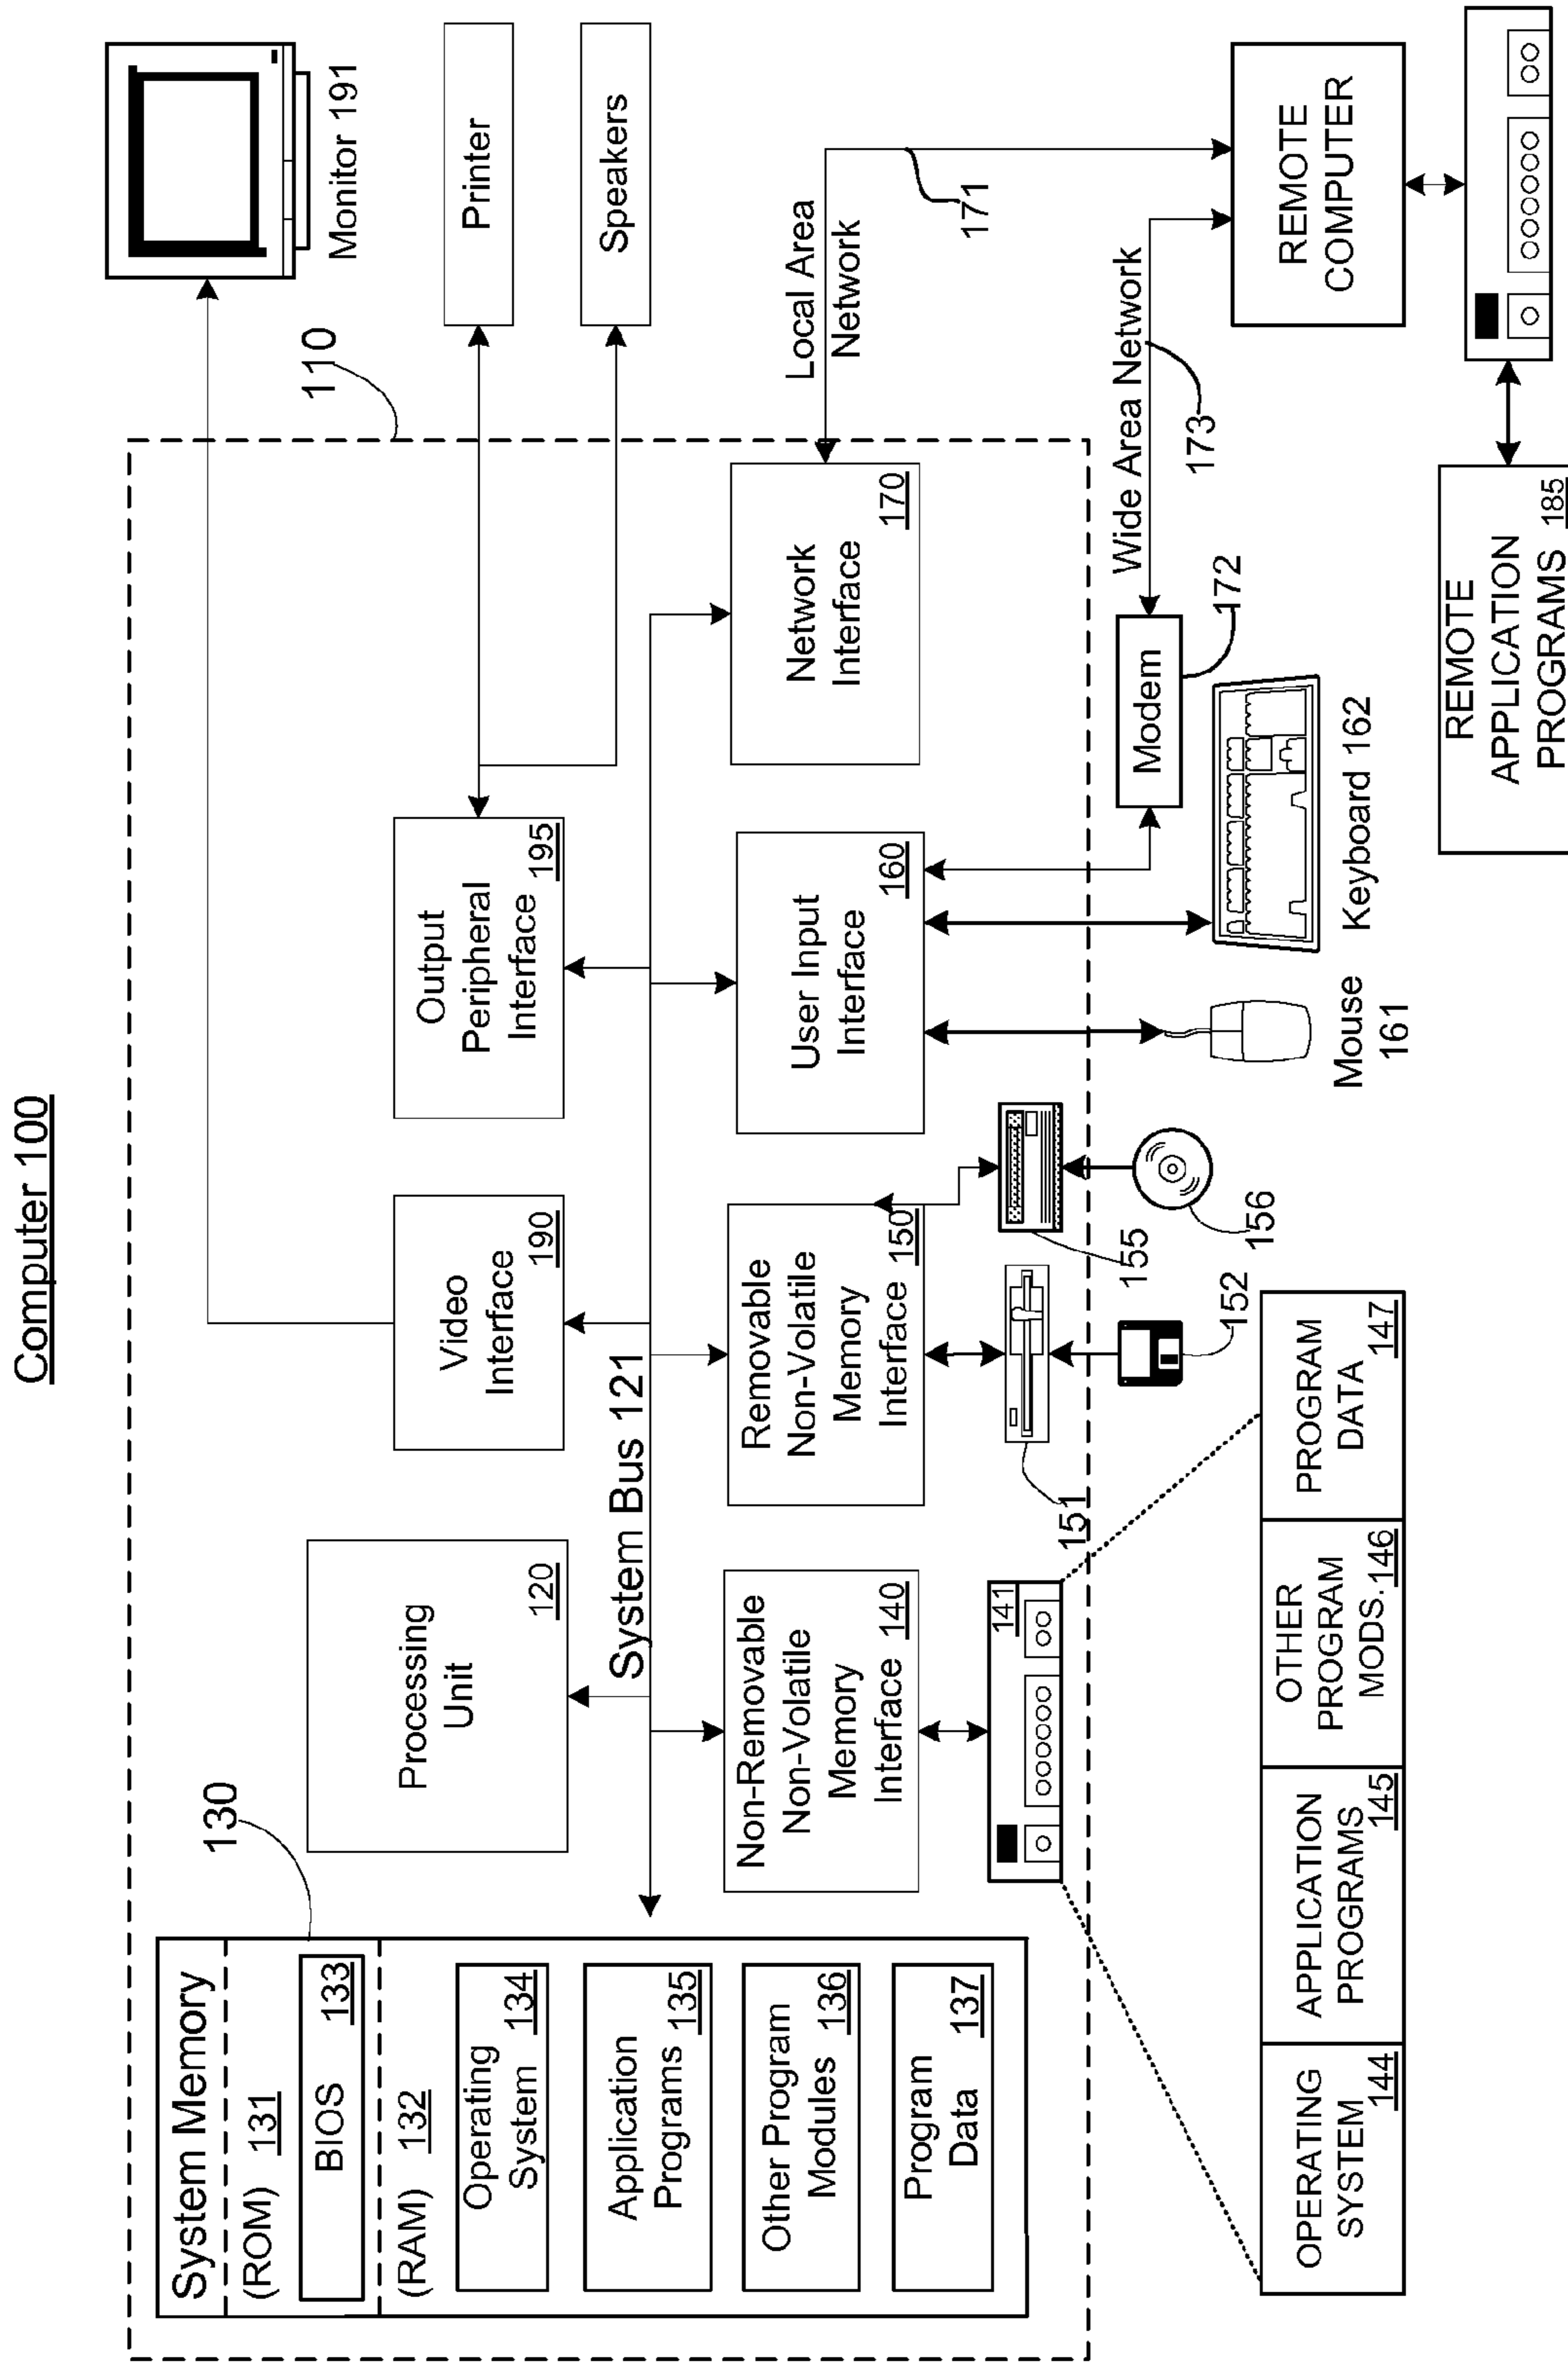 Computer 100
110
Monitor 191
Printer
Speakers
System Memory
(ROM) 131
BIOS 133
130
(RAM) 132
Operating
System 134
Application
Programs 135
Other Program
Modules 136
Program
Data 137
Processing
Unit
120
Video
Interface
190
Output
Peripheral
Interface 195
System Bus 121
Non-Removable
Non-Volatile
Memory
Interface 140
Removable
Non-Volatile
Memory
Interface 150
User Input
Interface
160
Network
Interface
170
Local Area
Network
171
141
151
155
152
156
Mouse
161
Keyboard 162
Modem
172
Wide Area Network
173
REMOTE
COMPUTER
OPERATING
SYSTEM 144
APPLICATION
PROGRAMS 145
OTHER
PROGRAM
MODS. 146
PROGRAM
DATA 147
REMOTE
APPLICATION
PROGRAMS 185